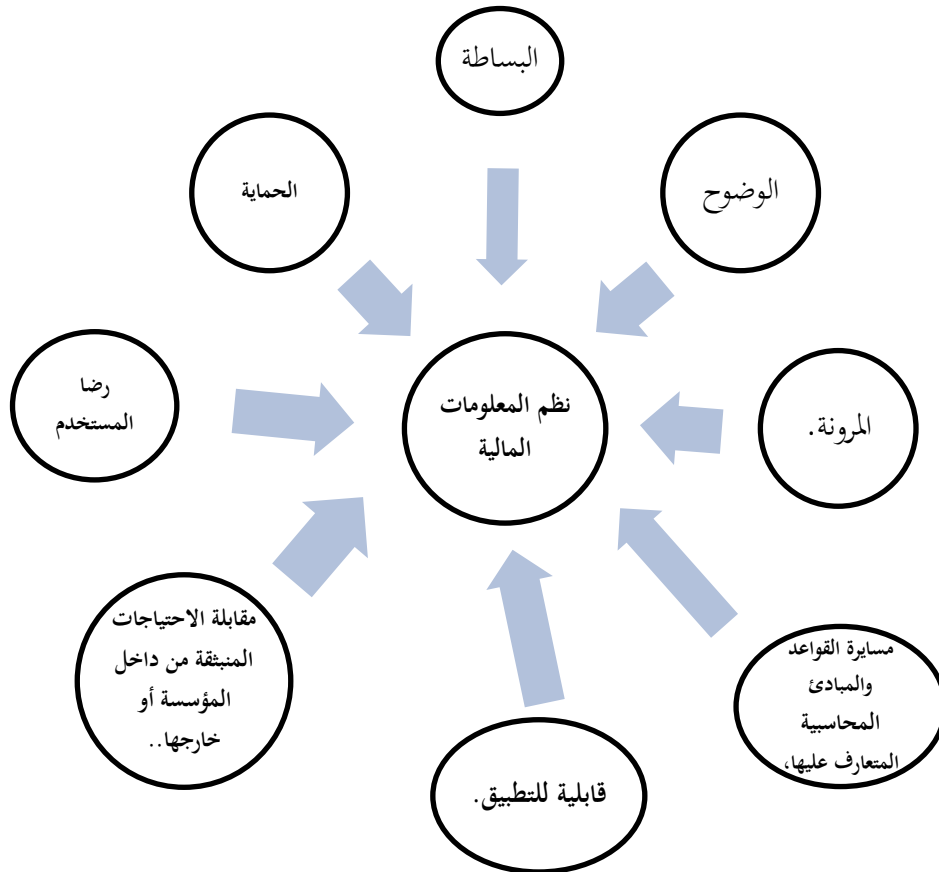 البساطة
الوضوح
الحماية
نظم المعلومات
المالية
المرونة.
رضا
المستخدم
مسايرة القواعد
والمبادئ
المحاسبية
المتعارف عليها،
مقابلة الاحتياجات
المنبثقة من داخل
المؤسسة أو
خارجها..
قابلية للتطبيق.